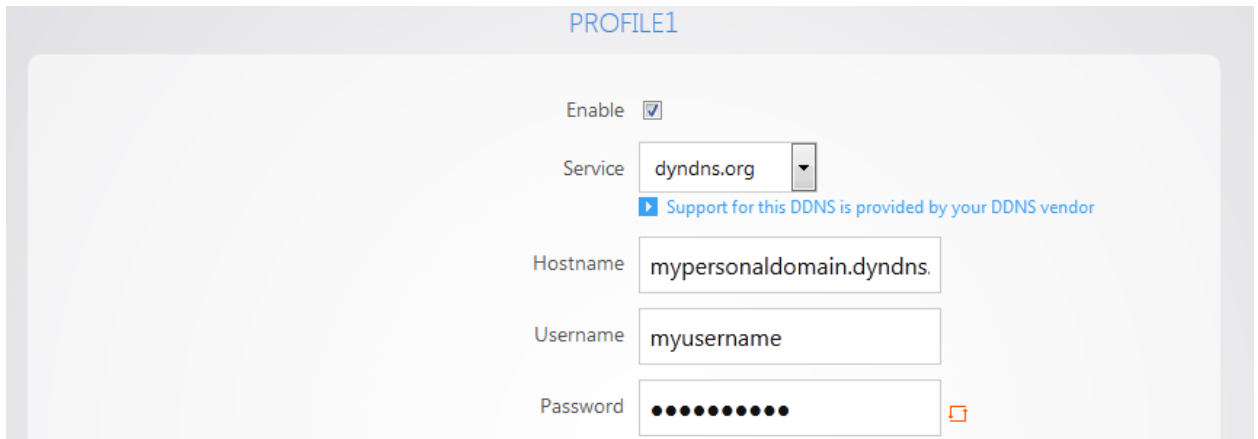 PROFILE1
Enable
Service dyndns.org
Support for this DDNS is provided by your DDNS vendor
Hostname mypersonaldomain.dyndns.
Username myusername
Password ●●●●●●●●●●